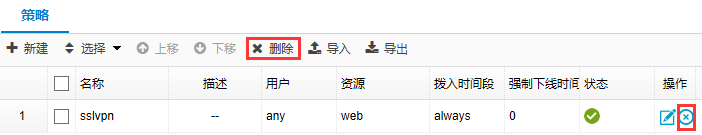 策略
新建 选择 上移 下移 删除 导入 导出
名称 描述 用户 资源 拨入时间段 强制下线时间 状态 操作
1 sslvpn -- any web always 0